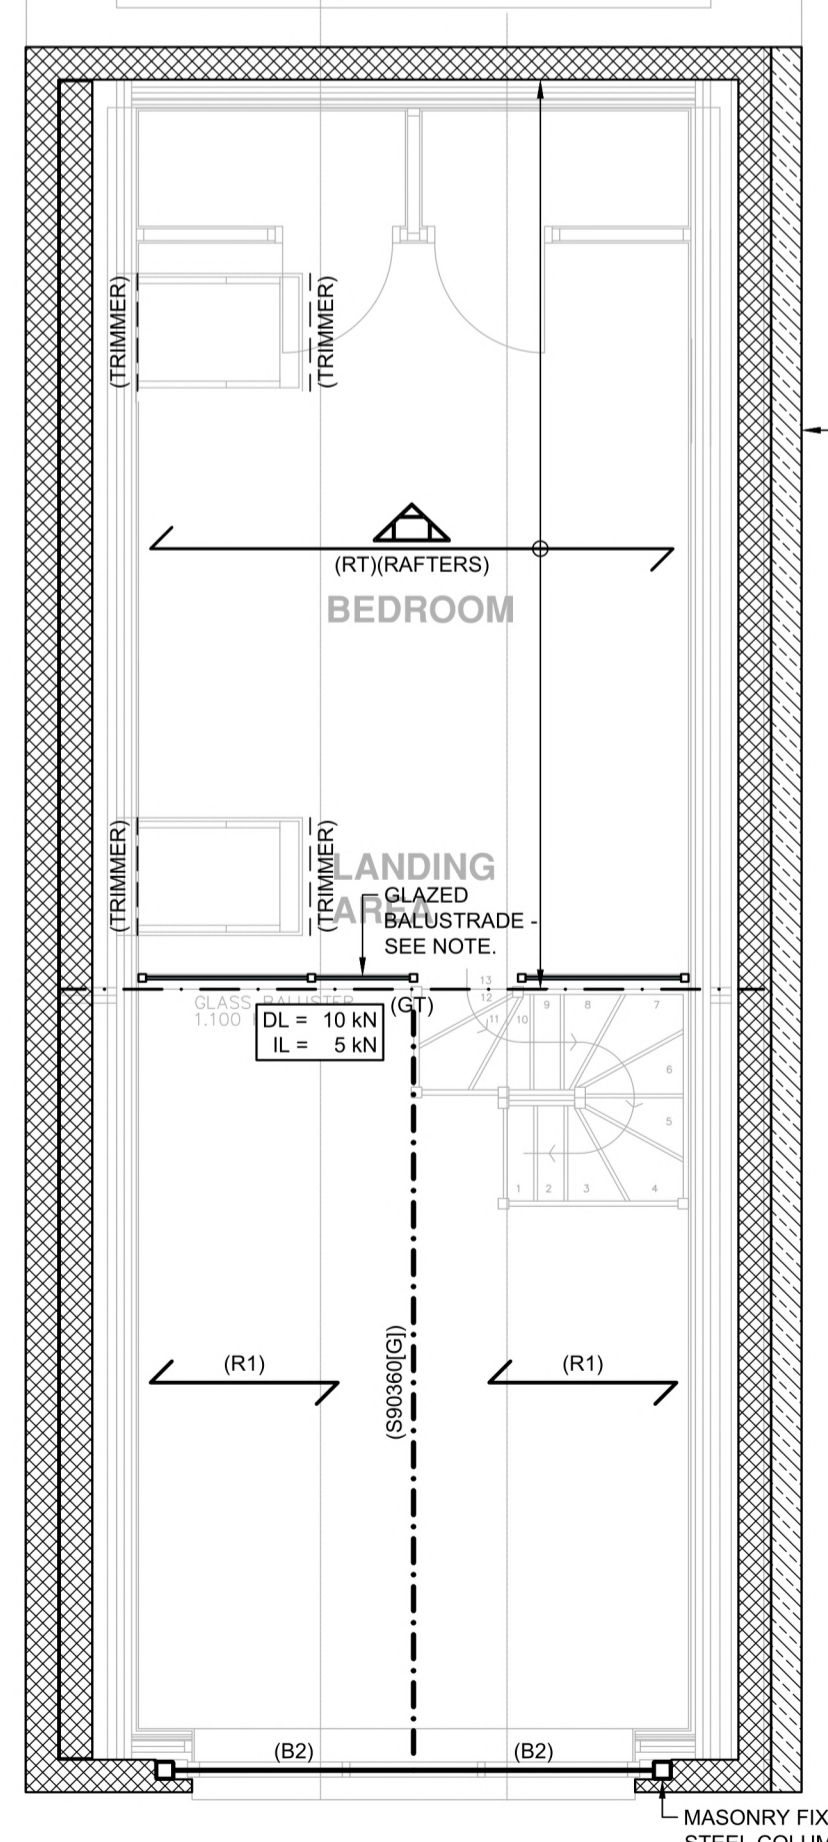 (TRIMMER)
(TRIMMER)
(RT)(RAFTERS)
BEDROOM
(TRIMMER)
(TRIMMER)
LANDING
AREA
GLAZED
BALUSTRADE -
SEE NOTE.
GLASS BALUSTER
1.100
(GT)
DL = 10 kN
IL = 5 kN
13
12
11
10
9
8
7
6
5
1
2
3
4
(S90360[G])
(R1)
(R1)
(B2)
(B2)
MASONRY FIX
STEEL COLUM